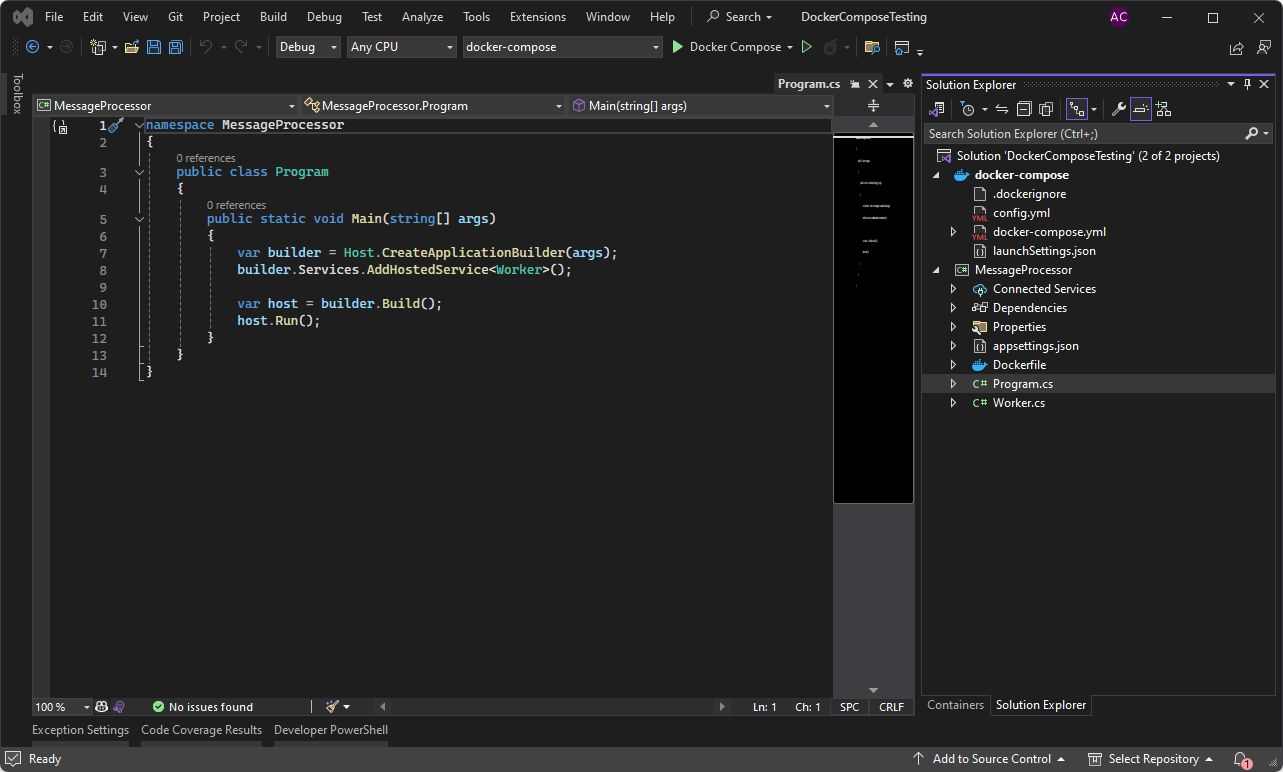 File Edit View Git Project Build Debug Test Analyze Tools Extensions Window Help Search DockerComposeTesting AC
Debug Any CPU docker-compose Docker Compose
Toolbox
Program.cs
MessageProcessor MessageProcessor.Program Main(string[] args)
1 namespace MessageProcessor
2 {
0 references
3 public class Program
4 {
0 references
5 public static void Main(string[] args)
6 {
7 var builder = Host.CreateApplicationBuilder(args);
8 builder.Services.AddHostedService<Worker>();
9
10 var host = builder.Build();
11 host.Run();
12 }
13 }
14 }
100 % No issues found Ln: 1 Ch: 1 SPC CRLF
Solution Explorer
Search Solution Explorer (Ctrl+;)
Solution 'DockerComposeTesting' (2 of 2 projects)
docker-compose
.dockerignore
YML config.yml
YML docker-compose.yml
launchSettings.json
C# MessageProcessor
Connected Services
Dependencies
Properties
appsettings.json
Dockerfile
C# Program.cs
C# Worker.cs
Containers Solution Explorer
Exception Settings Code Coverage Results Developer PowerShell
Ready Add to Source Control Select Repository 1